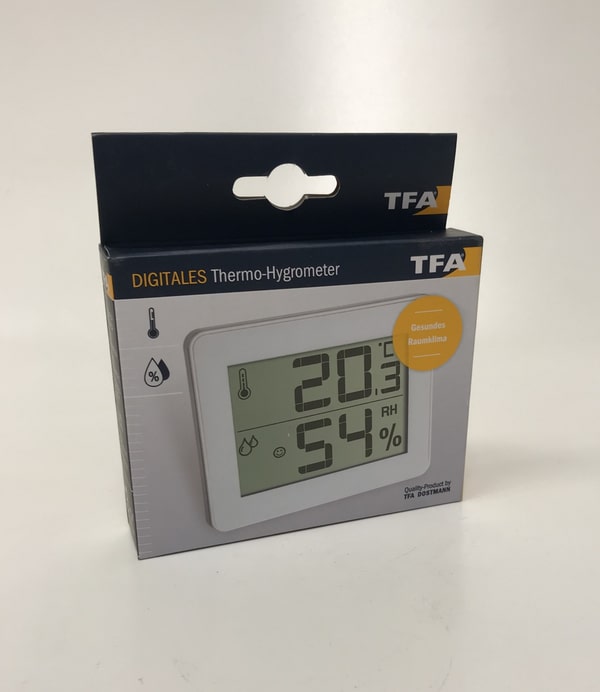 TFA
TFA
DIGITALES Thermo-Hygrometer
Gesundes
Raumklima
%
20.3 °C
54 RH %
Quality-Product by
TFA DOSTMANN